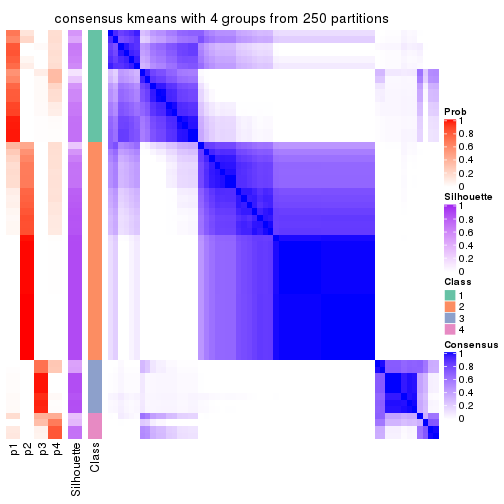 consensus kmeans with 4 groups from 250 partitions
Prob
1
0.8
0.6
0.4
0.2
0
Silhouette
1
0.8
0.6
0.4
0.2
0
Class
1
2
3
4
Consensus
1
0.8
0.6
0.4
0.2
0
p1
p2
p3
p4
Silhouette
Class